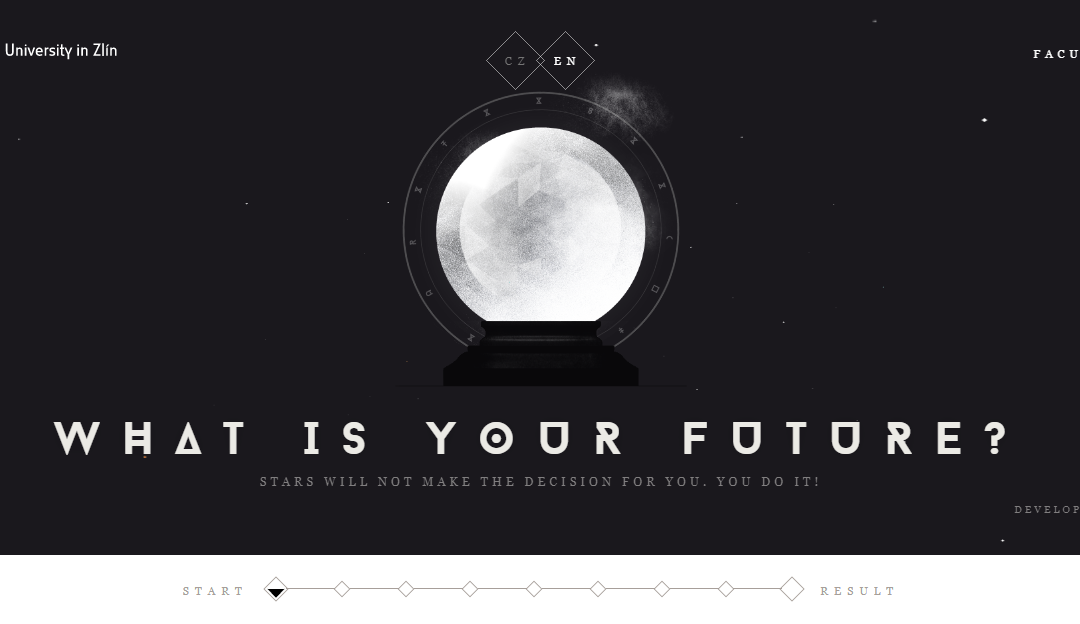 University in Zlín
CZ EN
FACU
WHAT IS YOUR FUTURE?
STARS WILL NOT MAKE THE DECISION FOR YOU. YOU DO IT!
DEVELOP
START
RESULT